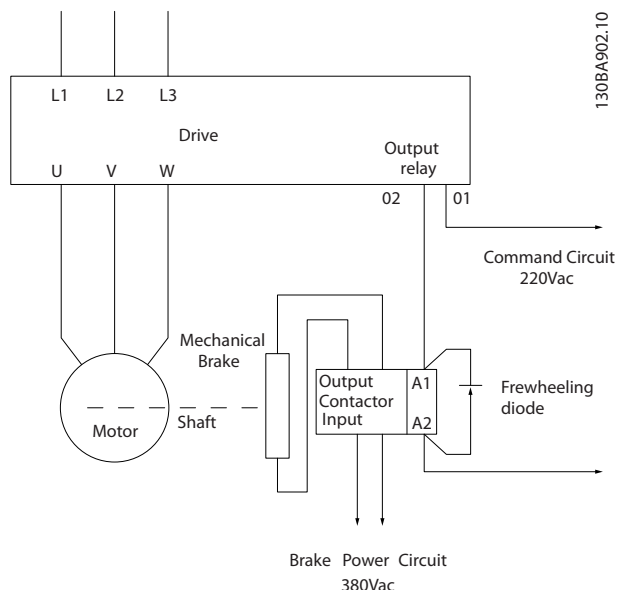 130BA902.10
L1 L2 L3
Drive
U V W
Output
relay
02 01
Command Circuit
220Vac
Mechanical
Brake
Output
Contactor
Input
A1
A2
Frewheeling
diode
Shaft
Motor
Brake Power Circuit
380Vac